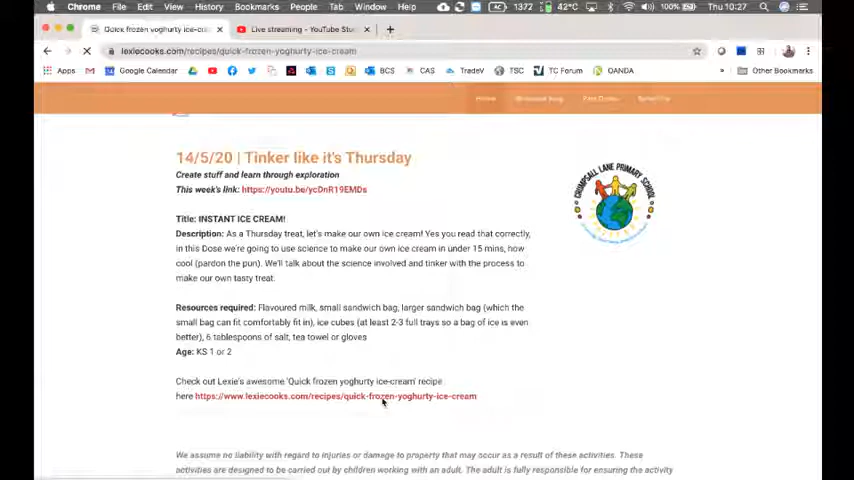 Chrome File Edit View History Bookmarks People Tab Window Help 1372 42°C 100% Thu 10:27
Quick frozen yoghurty ice-cre Live streaming - YouTube Stu
lexiecooks.com/recipes/quick-frozen-yoghurty-ice-cream
Apps Google Calendar BCS CAS TradeV TSC TC Forum OANDA » Other Bookmarks
Home
14/5/20 | Tinker like it's Thursday
Create stuff and learn through exploration
This week's link: https://youtu.be/ycDnR19EMDs
CHIMPSALL LANE PRIMARY SCHOOL
Title: INSTANT ICE CREAM!
Description: As a Thursday treat, let's make our own ice cream! Yes you read that correctly,
in this Dose we're going to use science to make our own ice cream in under 15 mins, how
cool (pardon the pun). We'll talk about the science involved and tinker with the process to
make our own tasty treat.
Resources required: Flavoured milk, small sandwich bag, larger sandwich bag (which the
small bag can fit comfortably fit in), ice cubes (at least 2-3 full trays so a bag of ice is even
better), 6 tablespoons of salt, tea towel or gloves
Age: KS 1 or 2
Check out Lexie's awesome 'Quick frozen yoghurty ice-cream' recipe
here https://www.lexiecooks.com/recipes/quick-frozen-yoghurty-ice-cream
We assume no liability with regard to injuries or damage to property that may occur as a result of these activities. These
activities are designed to be carried out by children working with an adult. The adult is fully responsible for ensuring the activity